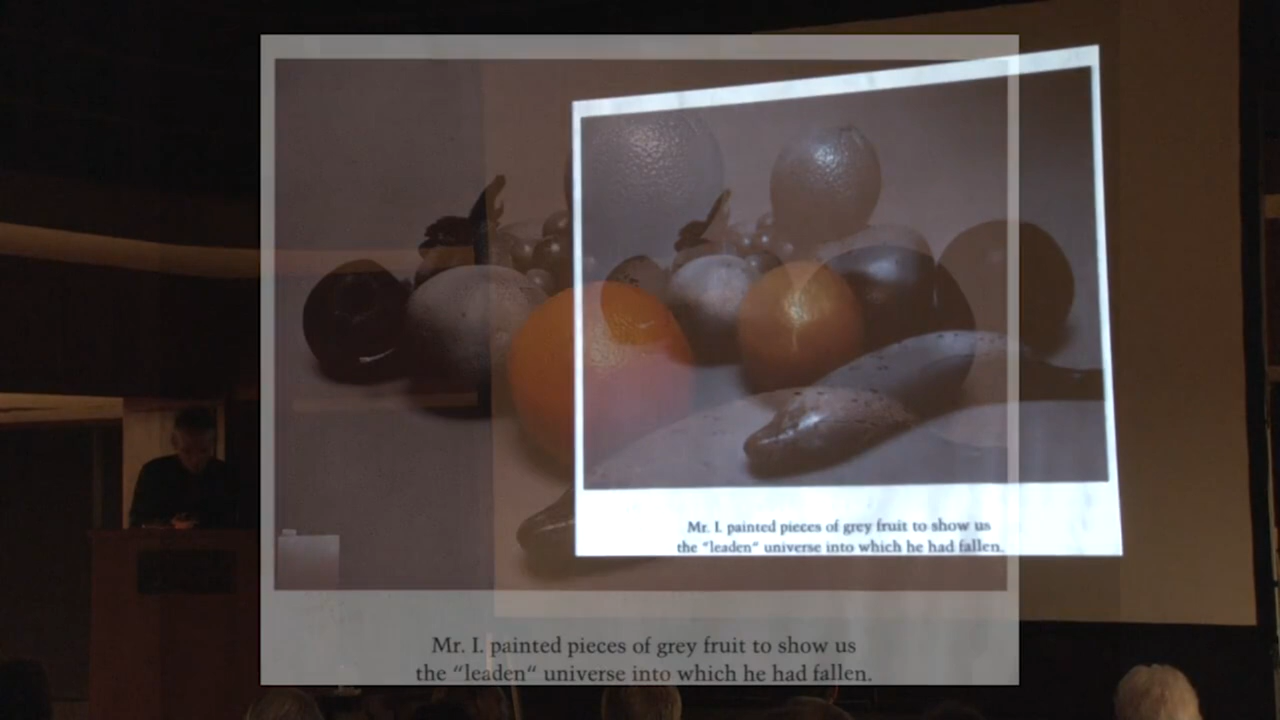 Mr. I. painted pieces of grey fruit to show us
the “leaden“ universe into which he had fallen.
Mr. I. painted pieces of grey fruit to show us
the “leaden“ universe into which he had fallen.